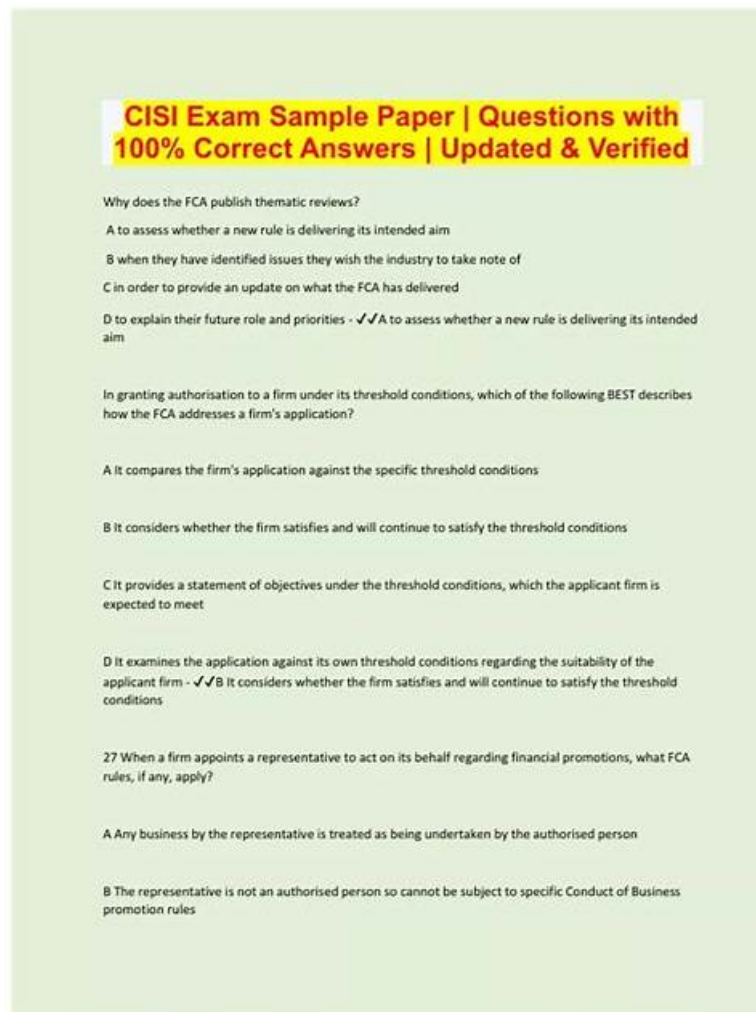 CISI Exam Sample Paper | Questions with
100% Correct Answers | Updated & Verified
Why does the FCA publish thematic reviews?
A to assess whether a new rule is delivering its intended aim
B when they have identified issues they wish the industry to take note of
C in order to provide an update on what the FCA has delivered
D to explain their future role and priorities - ✓✓A to assess whether a new rule is delivering its intended
aim
In granting authorisation to a firm under its threshold conditions, which of the following BEST describes
how the FCA addresses a firm's application?
A It compares the firm's application against the specific threshold conditions
B It considers whether the firm satisfies and will continue to satisfy the threshold conditions
C It provides a statement of objectives under the threshold conditions, which the applicant firm is
expected to meet
D It examines the application against its own threshold conditions regarding the suitability of the
applicant firm - ✓✓B It considers whether the firm satisfies and will continue to satisfy the threshold
conditions
27 When a firm appoints a representative to act on its behalf regarding financial promotions, what FCA
rules, if any, apply?
A Any business by the representative is treated as being undertaken by the authorised person
B The representative is not an authorised person so cannot be subject to specific Conduct of Business
promotion rules